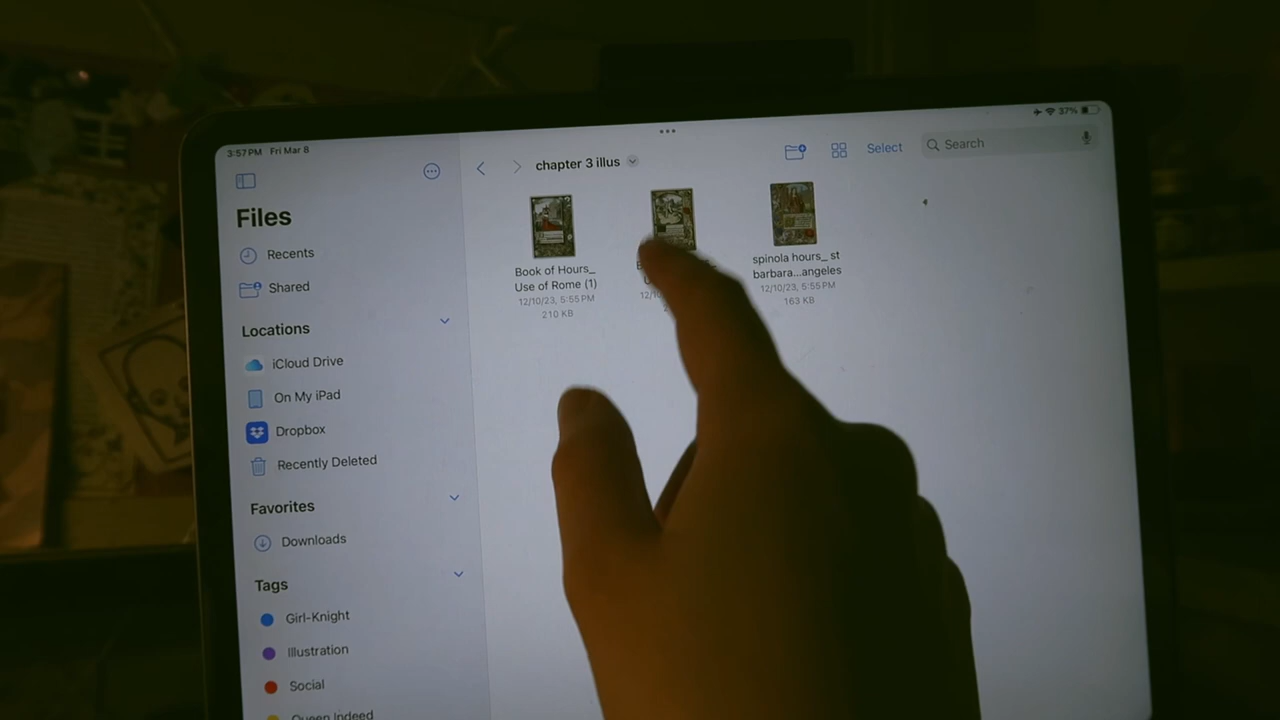 3:57 PM Fri Mar 8
37%
Files
Recents
Shared
Locations
iCloud Drive
On My iPad
Dropbox
Recently Deleted
Favorites
Downloads
Tags
Girl-Knight
Illustration
Social
Queen Indeed
chapter 3 illus
Select
Search
Book of Hours_
Use of Rome (1)
12/10/23, 5:55 PM
210 KB
spinola hours_ st
barbara...angeles
12/10/23, 5:55 PM
163 KB